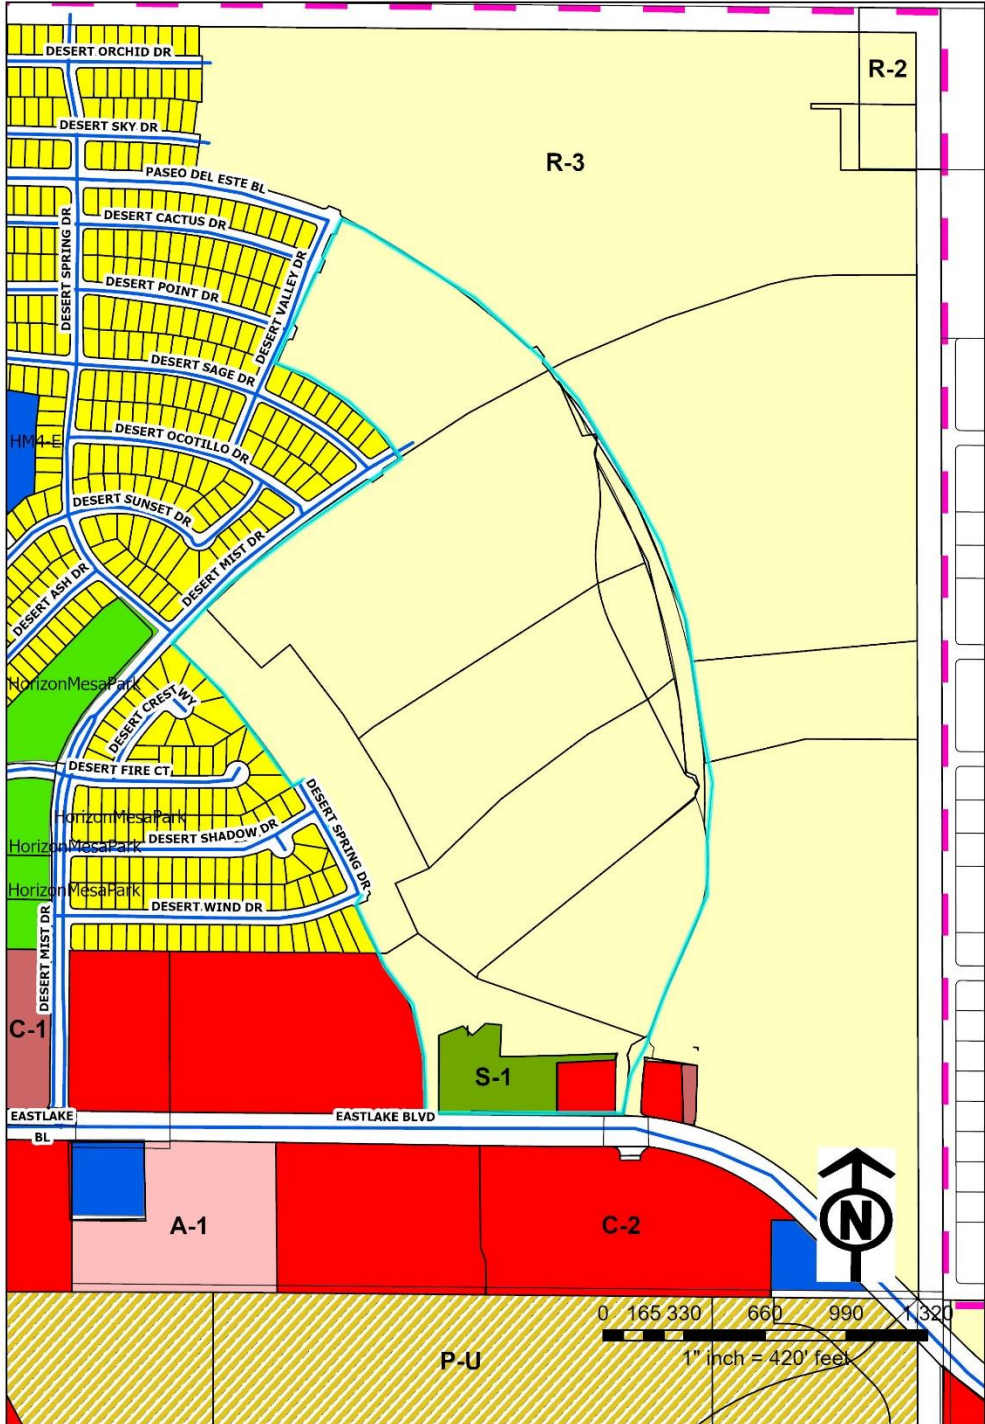 DESERT ORCHID DR
R-2
DESERT SKY DR
R-3
PASEO DEL ESTE BL
DESERT CACTUS DR
DESERT SPRING DR
DESERT VALLEY DR
DESERT POINT DR
DESERT SAGE DR
DESERT OCOTILLO DR
HM4-E
DESERT SUNSET DR
DESERT MIST DR
DESERT ASH DR
HorizonMesaPark
DESERT CREST WY
DESERT FIRE CT
DESERT SPRING DR
HorizonMesaPark
DESERT SHADOW DR
HorizonMesaPark
HorizonMesaPark
DESERT WIND DR
DESERT MIST DR
C-1
S-1
EASTLAKE
BL
EASTLAKE BLVD
A-1
C-2
N
0 165 330 660 990 1,320
1" inch = 420' feet
P-U